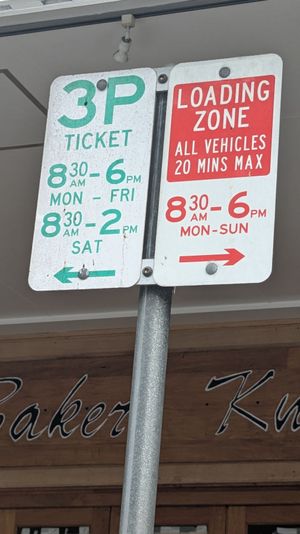 3P
TICKET
8 30 AM - 6 PM
MON - FRI
8 30 AM - 2 PM
SAT
LOADING
ZONE
ALL VEHICLES
20 MINS MAX
8 30 AM - 6 PM
MON-SUN
Baker